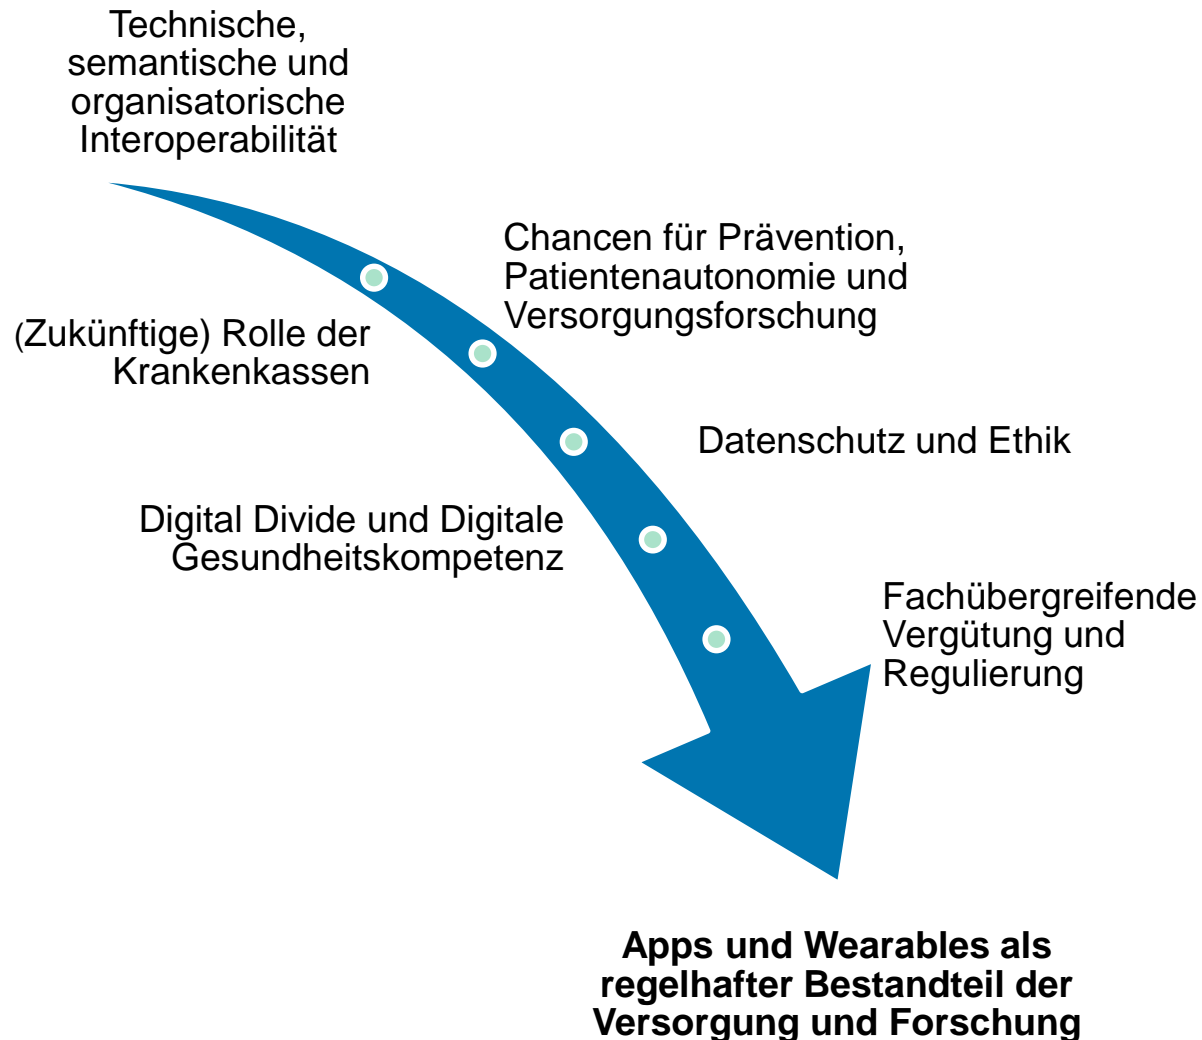 Technische,
semantische und
organisatorische
Interoperabilität
Chancen für Prävention,
Patientenautonomie und
Versorgungsforschung
(Zukünftige) Rolle der
Krankenkassen
Datenschutz und Ethik
Digital Divide und Digitale
Gesundheitskompetenz
Fachübergreifende
Vergütung und
Regulierung
Apps und Wearables als
regelhafter Bestandteil der
Versorgung und Forschung